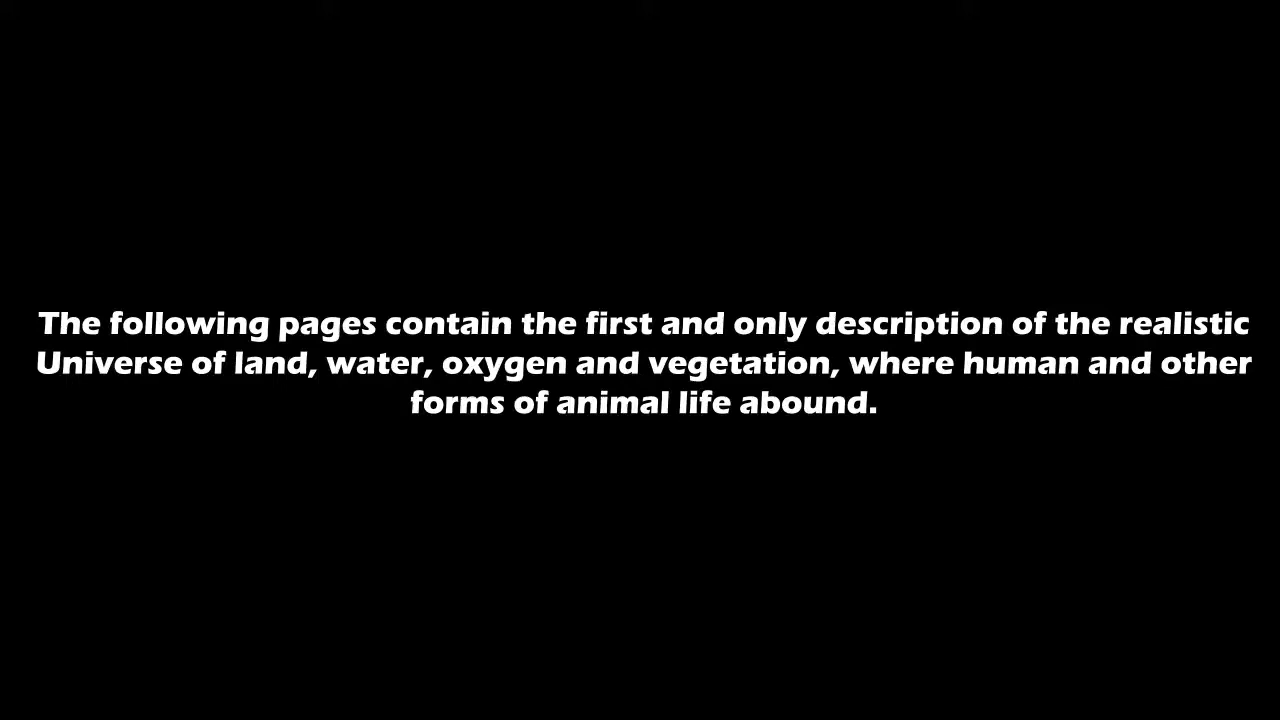 The following pages contain the first and only description of the realistic
Universe of land, water, oxygen and vegetation, where human and other
forms of animal life abound.